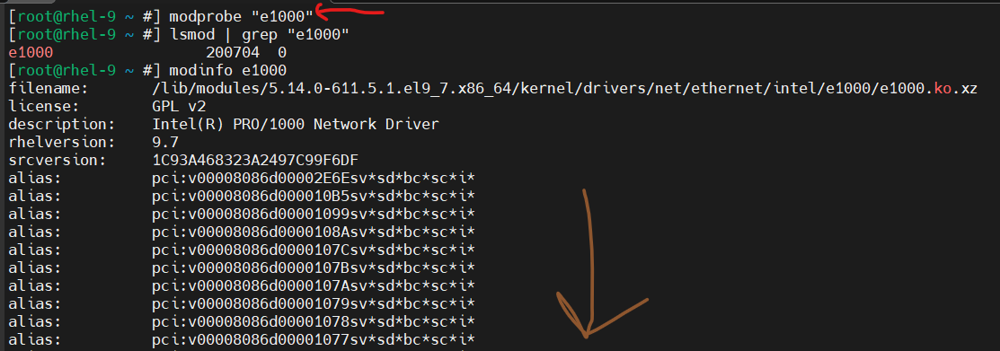 [root@rhel-9 ~ #] modprobe "e1000"
[root@rhel-9 ~ #] lsmod | grep "e1000"
e1000                 200704  0
[root@rhel-9 ~ #] modinfo e1000
filename:       /lib/modules/5.14.0-611.5.1.el9_7.x86_64/kernel/drivers/net/ethernet/intel/e1000/e1000.ko.xz
license:        GPL v2
description:    Intel(R) PRO/1000 Network Driver
rhelversion:    9.7
srcversion:     1C93A468323A2497C99F6DF
alias:          pci:v00008086d00002E6Esv*sd*bc*sc*i*
alias:          pci:v00008086d000010B5sv*sd*bc*sc*i*
alias:          pci:v00008086d00001099sv*sd*bc*sc*i*
alias:          pci:v00008086d0000108Asv*sd*bc*sc*i*
alias:          pci:v00008086d0000107Csv*sd*bc*sc*i*
alias:          pci:v00008086d0000107Bsv*sd*bc*sc*i*
alias:          pci:v00008086d0000107Asv*sd*bc*sc*i*
alias:          pci:v00008086d00001079sv*sd*bc*sc*i*
alias:          pci:v00008086d00001078sv*sd*bc*sc*i*
alias:          pci:v00008086d00001077sv*sd*bc*sc*i*